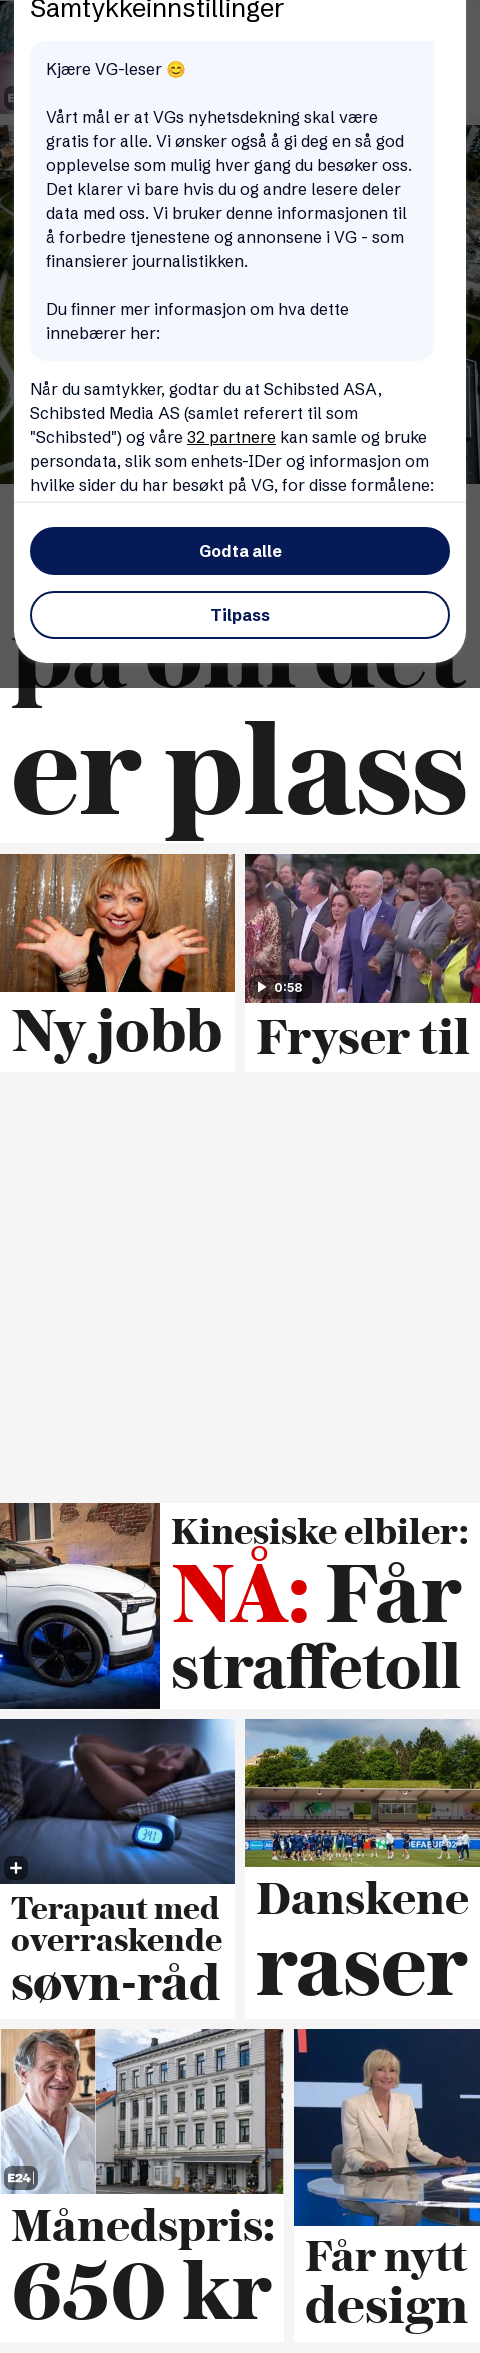 Samtykkeinnstillinger
Kjære VG-leser 😊
Vårt mål er at VGs nyhetsdekning skal være
gratis for alle. Vi ønsker også å gi deg en så god
opplevelse som mulig hver gang du besøker oss.
Det klarer vi bare hvis du og andre lesere deler
data med oss. Vi bruker denne informasjonen til
å forbedre tjenestene og annonsene i VG - som
finansierer journalistikken.
Du finner mer informasjon om hva dette
innebærer her:
Når du samtykker, godtar du at Schibsted ASA,
Schibsted Media AS (samlet referert til som
"Schibsted") og våre 32 partnere kan samle og bruke
persondata, slik som enhets-IDer og informasjon om
hvilke sider du har besøkt på VG, for disse formålene:
Godta alle
Tilpass
på om det
er plass
0:58
Ny jobb
Fryser til
Kinesiske elbiler:
NÅ: Får
straffetoll
Terapaut med
overraskende
søvn-råd
Danskene
raser
E24
Månedspris:
650 kr
Får nytt
design